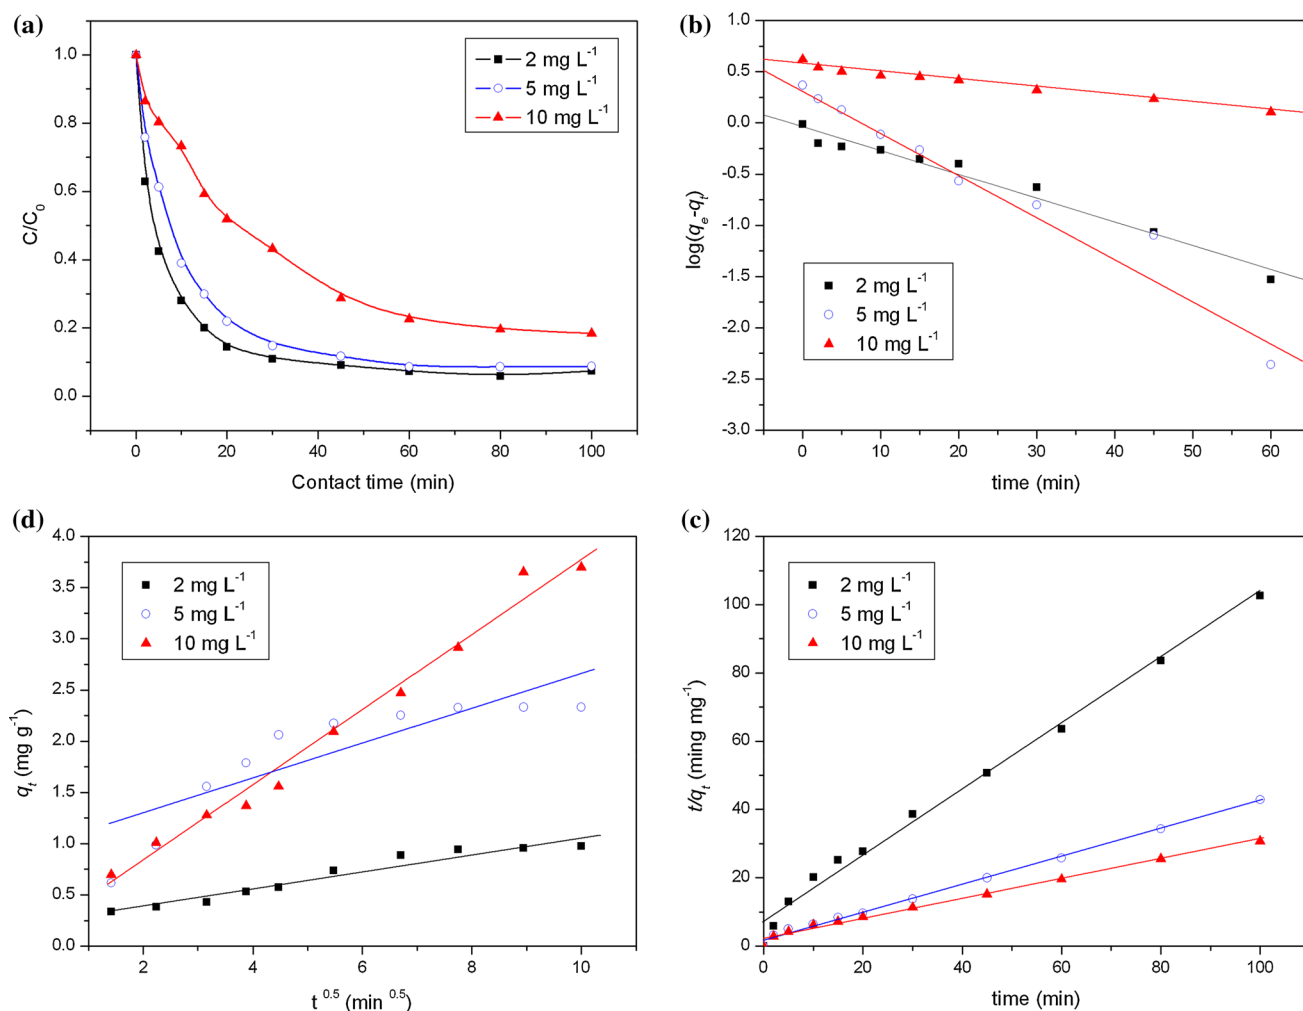 (a)
1.0
0.8
0.6
0.4
0.2
0.0
C/C₀
2 mg L⁻¹
5 mg L⁻¹
10 mg L⁻¹
0 20 40 60 80 100
Contact time (min)
(b)
1.0
0.5
0.0
-0.5
-1.0
-1.5
-2.0
-2.5
-3.0
log(qₑ-qₜ)
2 mg L⁻¹
5 mg L⁻¹
10 mg L⁻¹
0 10 20 30 40 50 60
time (min)
(d)
4.0
3.5
3.0
2.5
2.0
1.5
1.0
0.5
0.0
qₜ (mg g⁻¹)
2 mg L⁻¹
5 mg L⁻¹
10 mg L⁻¹
2 4 6 8 10
t ⁰·⁵ (min ⁰·⁵)
(c)
120
100
80
60
40
20
0
t/qₜ (ming mg⁻¹)
2 mg L⁻¹
5 mg L⁻¹
10 mg L⁻¹
0 20 40 60 80 100
time (min)